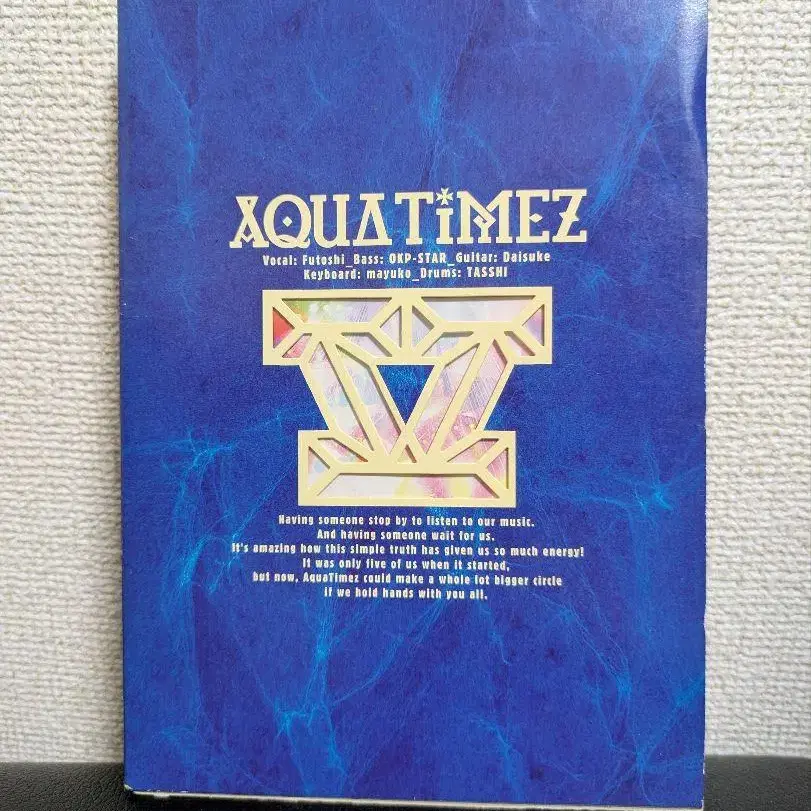 AQUATiMEZ
Vocal: Futoshi_Bass: OKP-STAR_Guitar: Daisuke
Keyboard: mayuko_Drums: TASSHI
V
Having someone stop by to listen to our music.
And having someone wait for us.
It's amazing how this simple truth has given us so much energy!
It was only five of us when it started,
but now, AquaTimez could make a whole lot bigger circle
if we hold hands with you all.